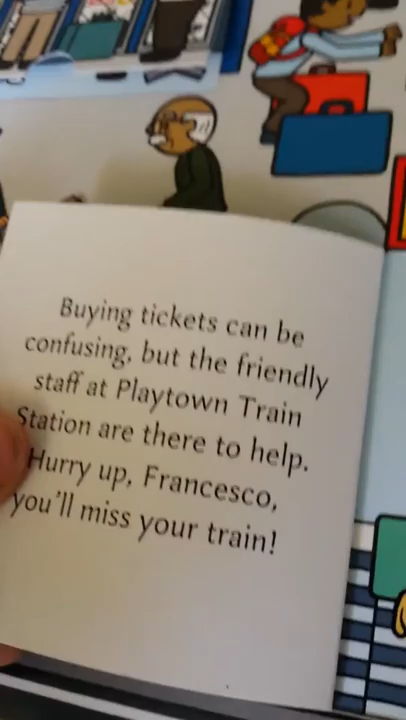 Buying tickets can be
confusing, but the friendly
staff at Playtown Train
Station are there to help.
Hurry up, Francesco,
you'll miss your train!